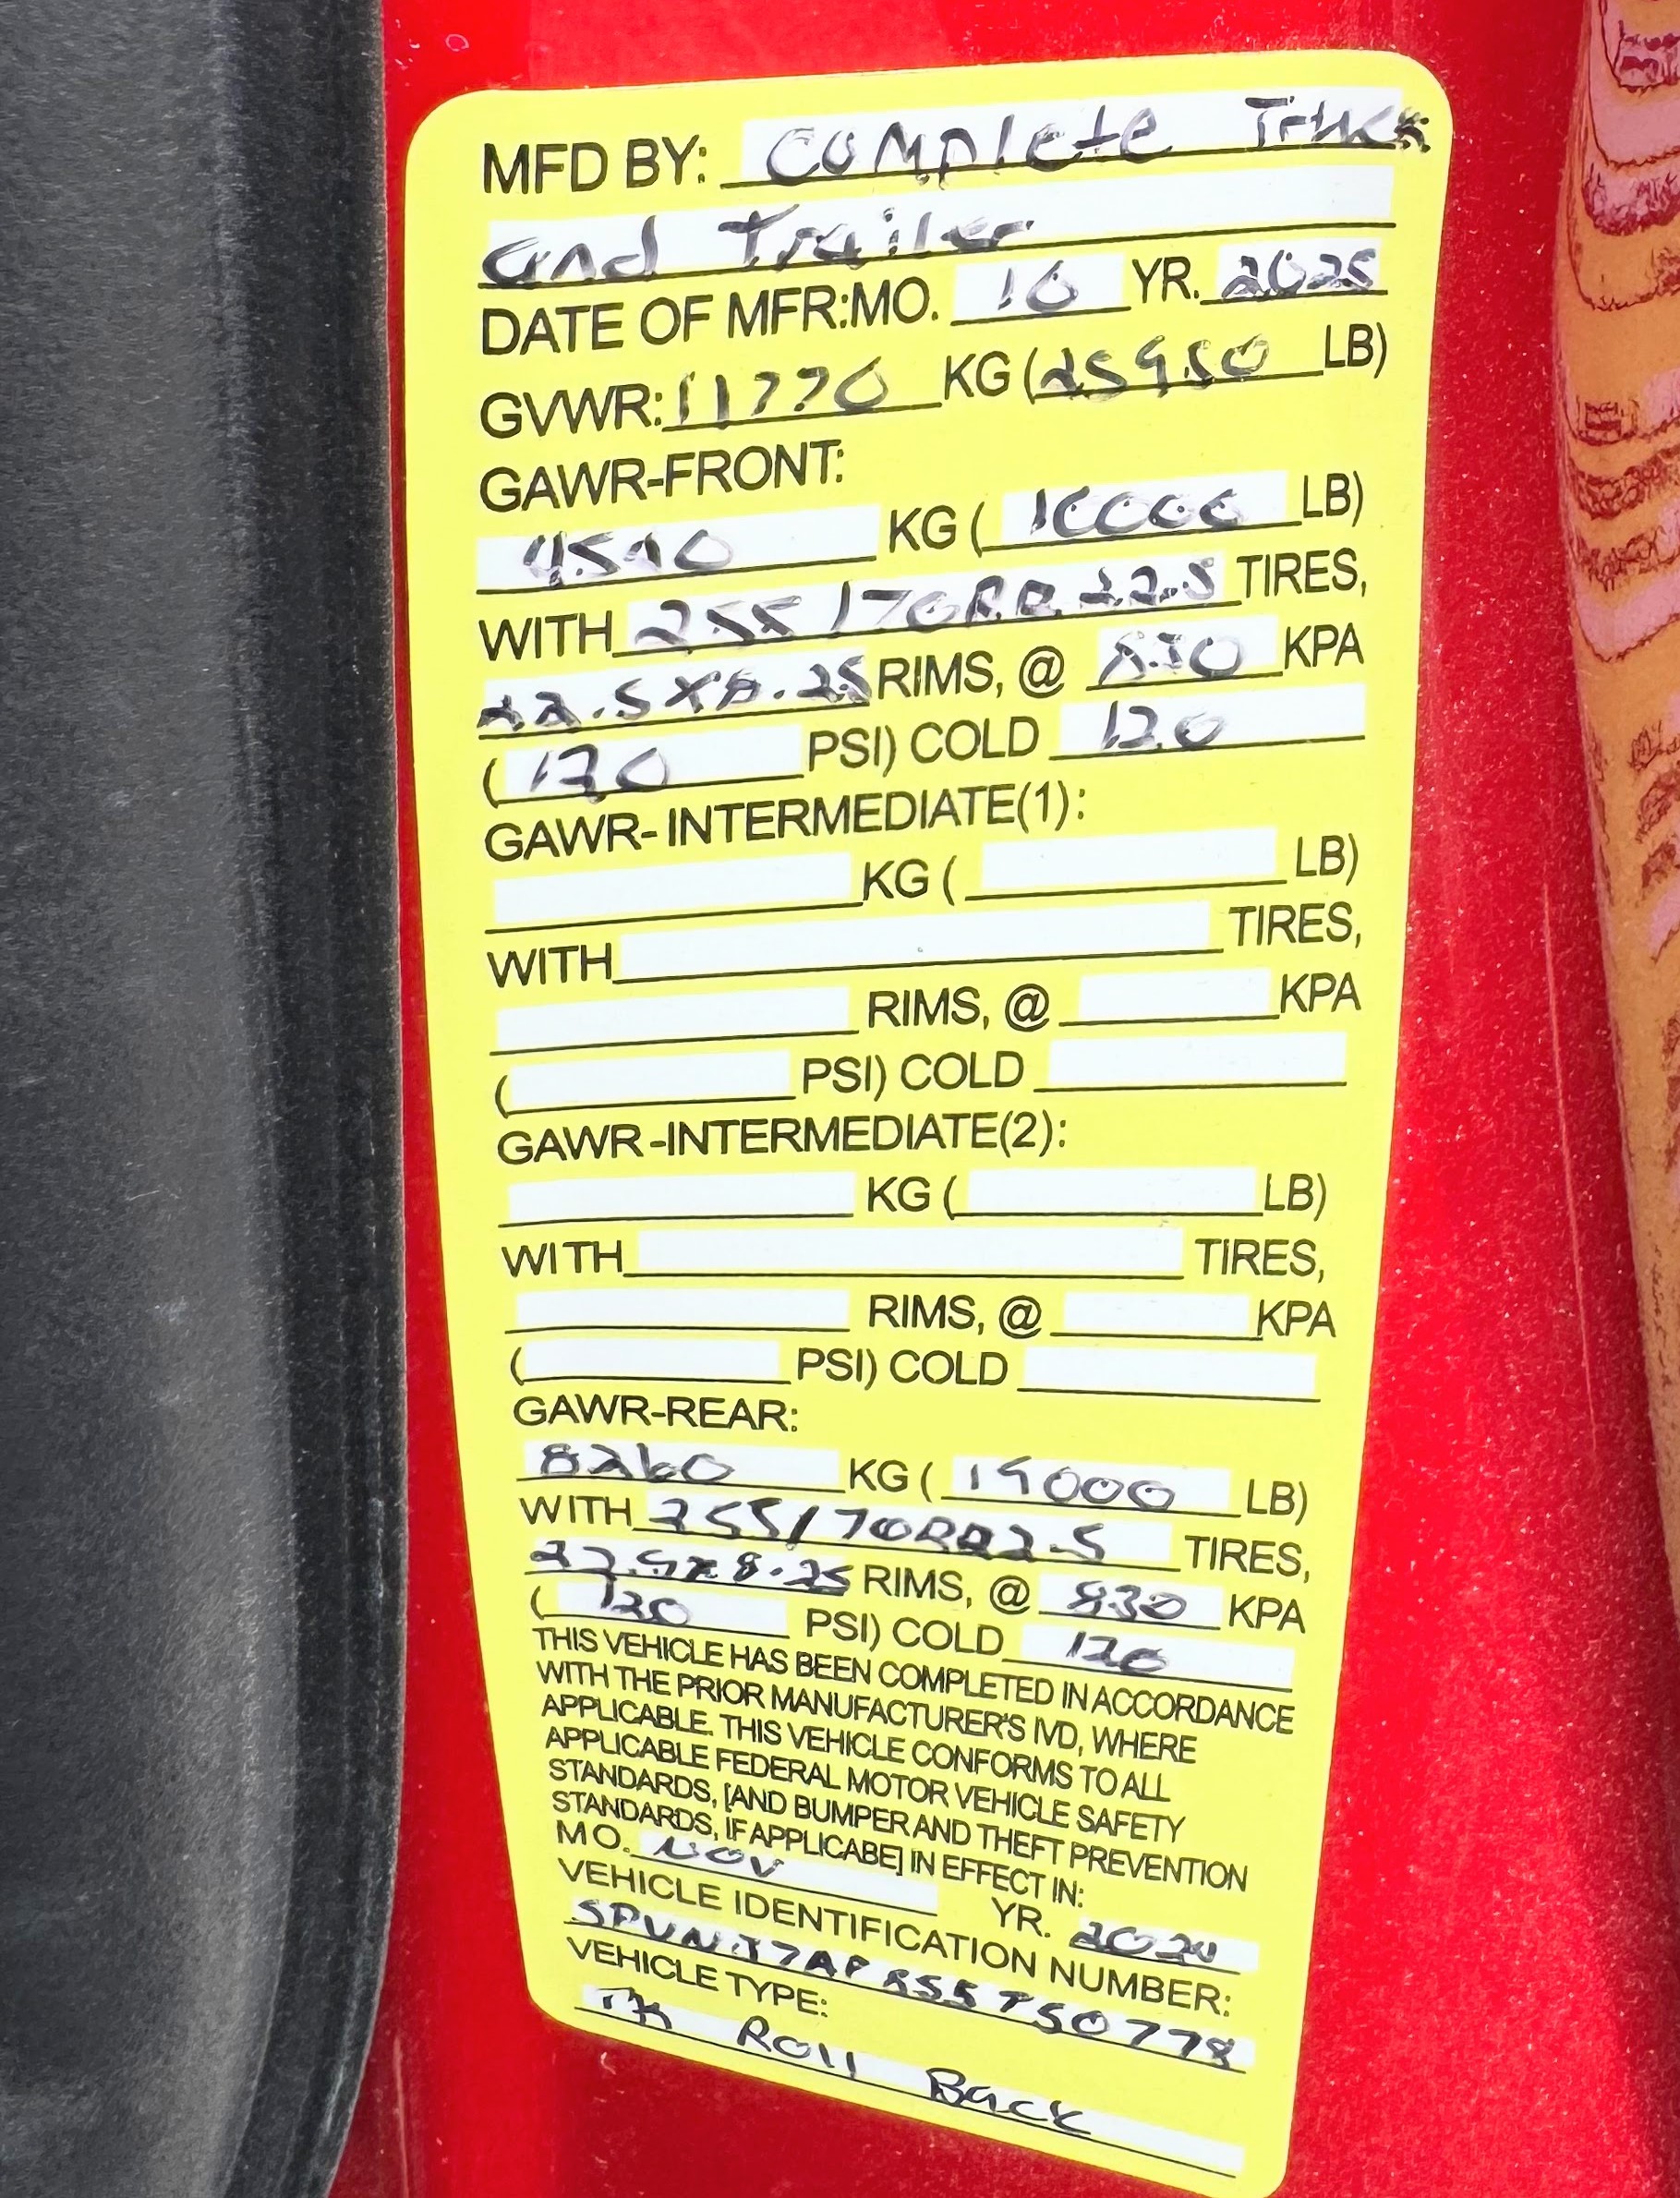 MFD BY: Complete Truck
and Trailer
DATE OF MFR:MO. 10 YR. 2025
GVWR: 11770 KG (25950 LB)
GAWR-FRONT:
KG ( 10000 LB)
WITH 255/70RR22.5 TIRES,
22.5X8.25 RIMS, @ 830 KPA
(120 PSI) COLD 120
GAWR-INTERMEDIATE(1):
KG ( LB)
WITH TIRES,
RIMS, @ KPA
( PSI) COLD
GAWR-INTERMEDIATE(2):
KG ( LB)
WITH TIRES,
RIMS, @ KPA
( PSI) COLD
GAWR-REAR:
8260 KG ( 19000 LB)
WITH 255/70RR2.5 TIRES,
22.5x8.25 RIMS, @ 830 KPA
( 120 PSI) COLD 120
THIS VEHICLE HAS BEEN COMPLETED IN ACCORDANCE
WITH THE PRIOR MANUFACTURER'S IVD, WHERE
APPLICABLE. THIS VEHICLE CONFORMS TO ALL
APPLICABLE FEDERAL MOTOR VEHICLE SAFETY
STANDARDS, [AND BUMPER AND THEFT PREVENTION
STANDARDS, IF APPLICABE] IN EFFECT IN:
MO. NOV YR.
VEHICLE IDENTIFICATION NUMBER:
VEHICLE TYPE:
Roll Back